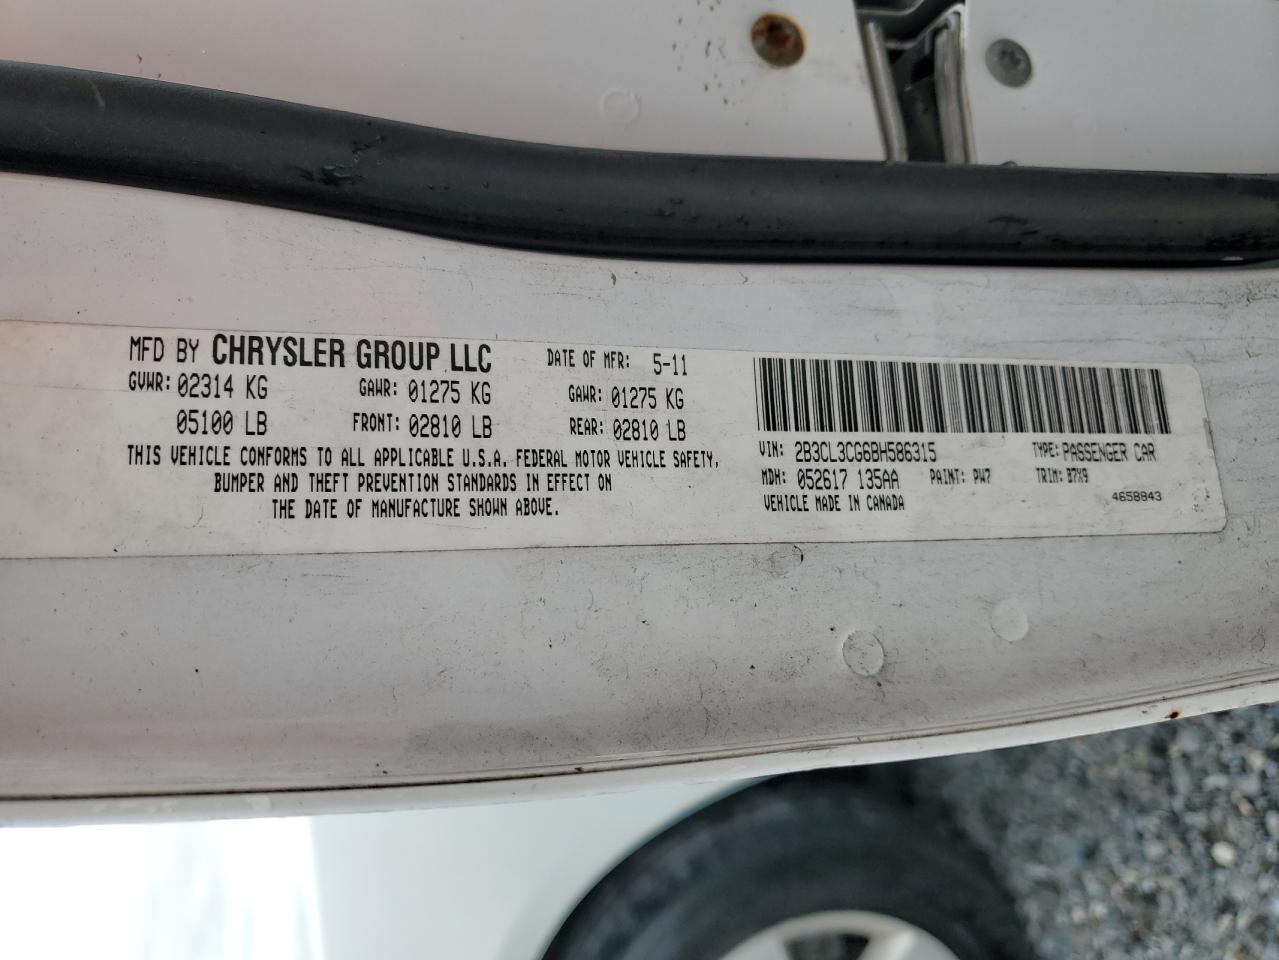 MFD BY CHRYSLER GROUP LLC DATE OF MFR: 5-11
GVWR: 02314 KG GAWR: 01275 KG GAWR: 01275 KG
05100 LB FRONT: 02810 LB REAR: 02810 LB
THIS VEHICLE CONFORMS TO ALL APPLICABLE U.S.A. FEDERAL MOTOR VEHICLE SAFETY,
BUMPER AND THEFT PREVENTION STANDARDS IN EFFECT ON
THE DATE OF MANUFACTURE SHOWN ABOVE.
VIN: 2B3CL3CG6BH586315 TYPE: PASSENGER CAR
MDH: 052617 135AA PAINT: PW7 TRIM: B7X9
VEHICLE MADE IN CANADA 4658843